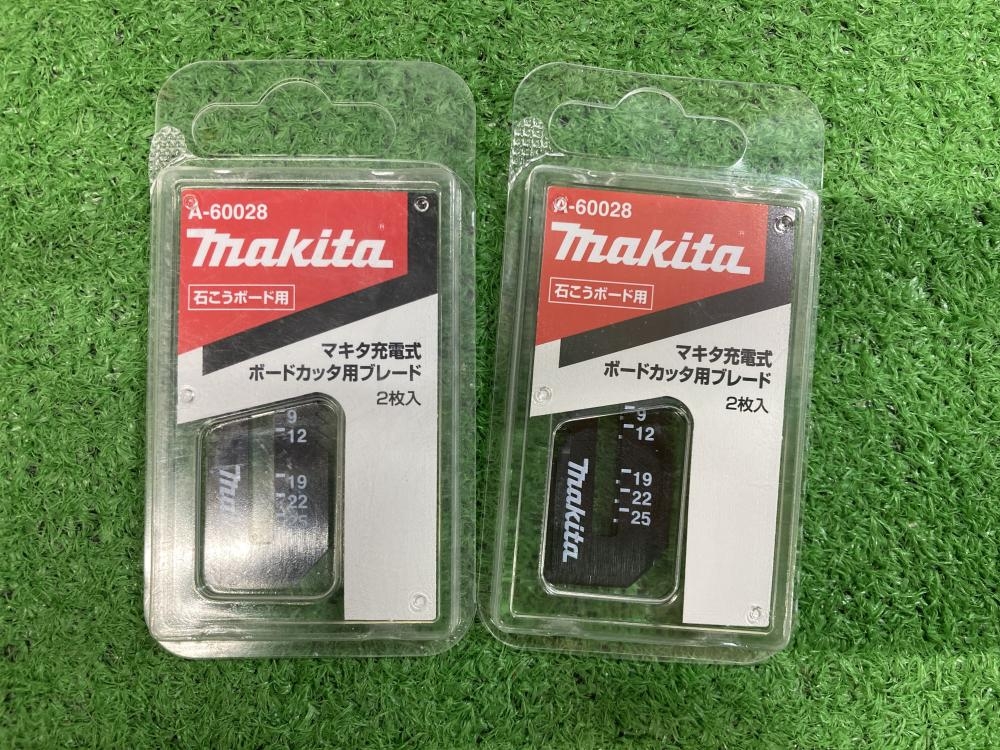 A-60028
makita
石こうボード用
マキタ充電式
ボードカッタ用ブレード
2枚入
9
12
19
22
25
mak
A-60028
makita
石こうボード用
マキタ充電式
ボードカッタ用ブレード
2枚入
9
12
19
22
25
makita